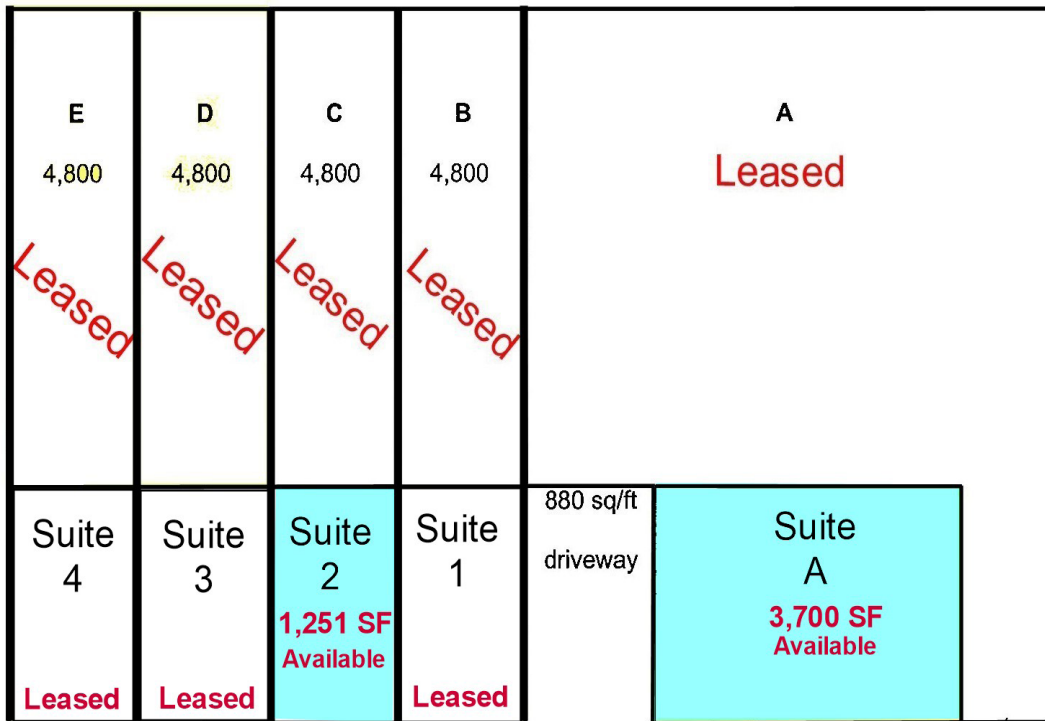 E
4,800
Leased
D
4,800
Leased
C
4,800
Leased
B
4,800
Leased
A
Leased
Suite
4
Leased
Suite
3
Leased
Suite
2
1,251 SF
Available
Suite
1
Leased
880 sq/ft
driveway
Suite
A
3,700 SF
Available